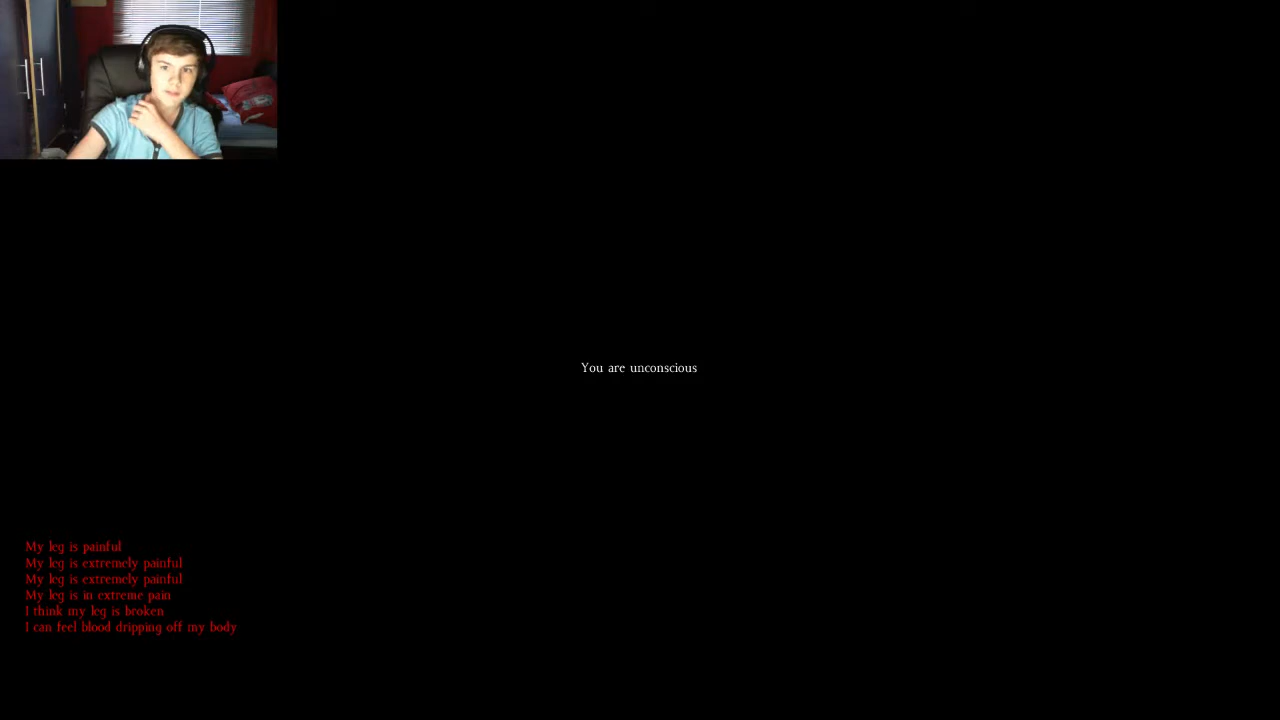 You are unconscious
My leg is painful
My leg is extremely painful
My leg is extremely painful
My leg is in extreme pain
I think my leg is broken
I can feel blood dripping off my body